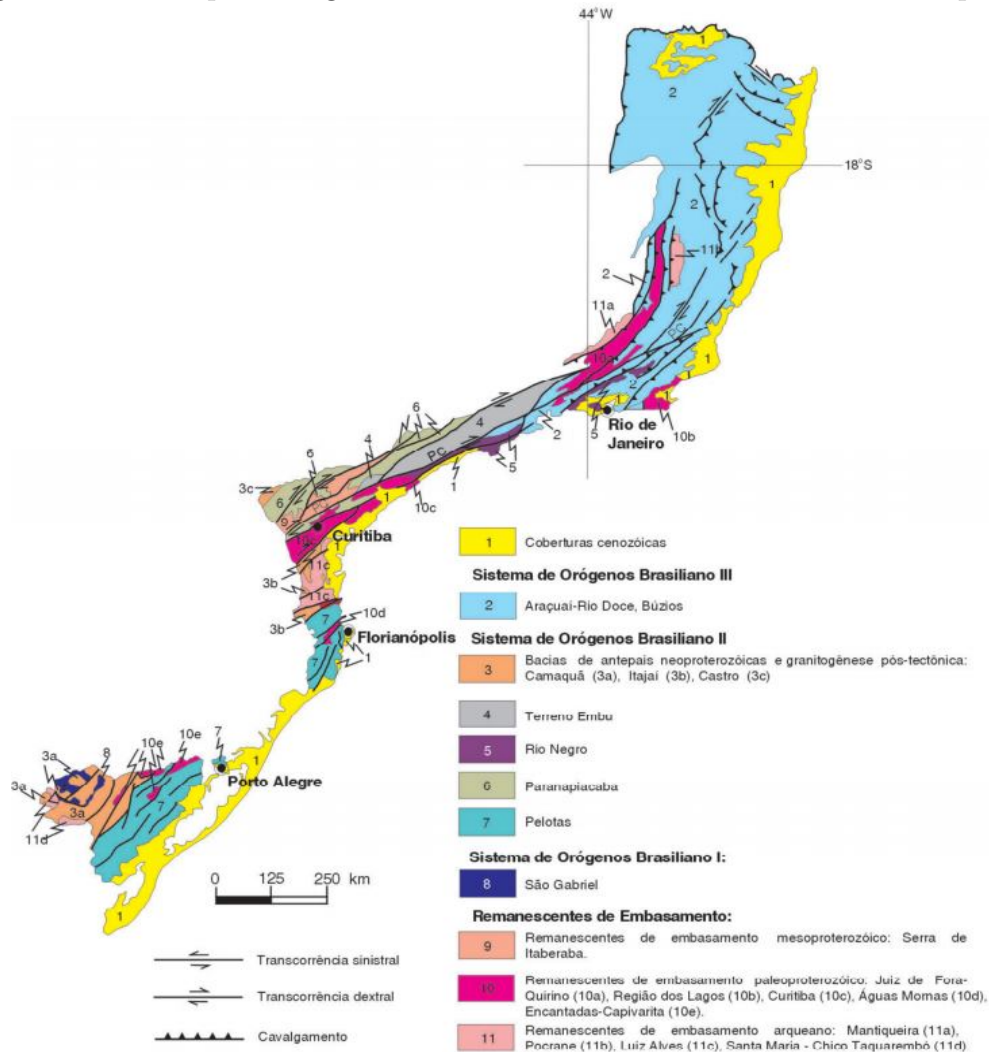 44°W
1
2
18°S
1
2
11b
2
11a
PC
10a
1
6
4
2
1
1
Rio de
Janeiro
5
10b
6
4
2
PC
5
3c
6
1
10c
9
1
Curitiba
10c
1
11c
3b
11c
10d
3b
7
Florianópolis
7
1
10e
10e
7
8
3a
1
Porto Alegre
3a
3a
7
11d
0 125 250 km
1
Transcorrência sinistral
Transcorrência dextral
Cavalgamento
1 Coberturas cenozóicas
Sistema de Orógenos Brasiliano III
2 Araçuaí-Rio Doce, Búzios
Sistema de Orógenos Brasiliano II
3 Bacias de antepaís neoproterozóicas e granitogênese pós-tectônica:
Camaquã (3a), Itajaí (3b), Castro (3c)
4 Terreno Embu
5 Rio Negro
6 Paranapiacaba
7 Pelotas
Sistema de Orógenos Brasiliano I:
8 São Gabriel
Remanescentes de Embasamento:
9 Remanescentes de embasamento mesoproterozóico: Serra de
Itaberaba.
10 Remanescentes de embasamento paleoproterozóico: Juiz de Fora-
Quirino (10a), Região dos Lagos (10b), Curitiba (10c), Águas Mornas (10d),
Encantadas-Capivarita (10e).
11 Remanescentes de embasamento arqueano: Mantiqueira (11a),
Pocrane (11b), Luiz Alves (11c), Santa Maria - Chico Taquarembó (11d)